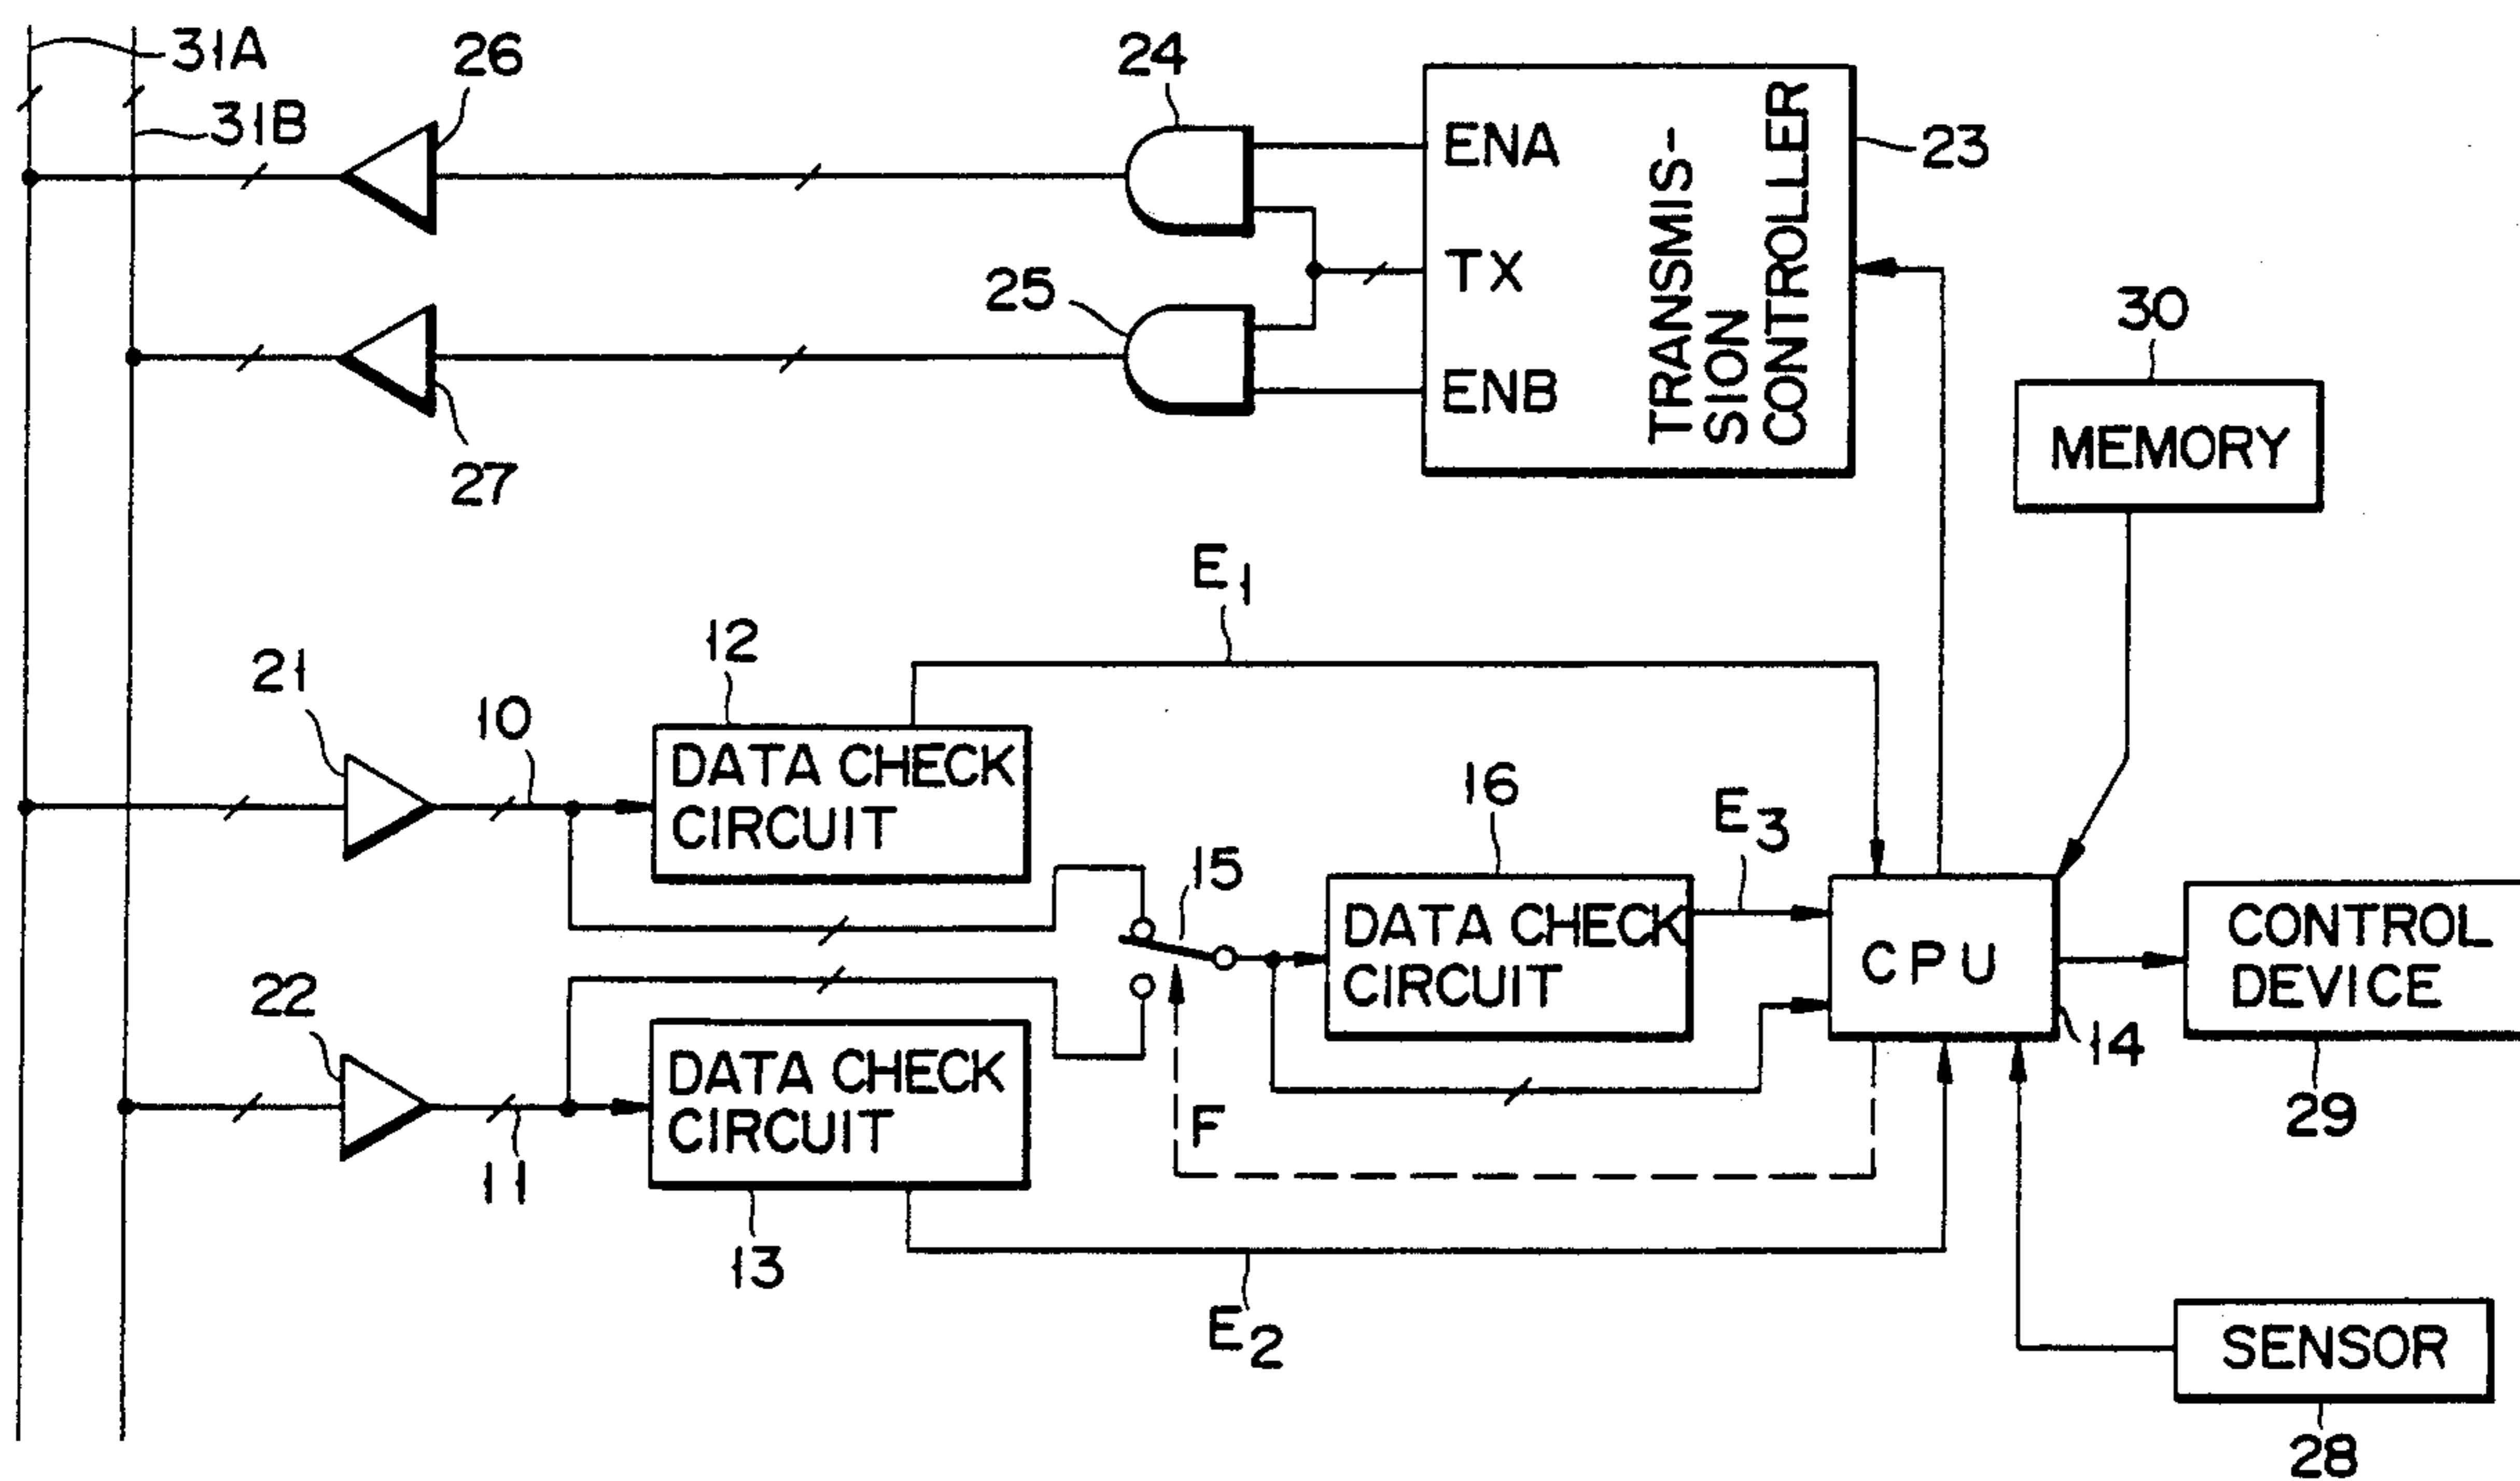 31A
26
24
31B
ENA
TRANSMIS-
SION
CONTROLLER
23
25
TX
30
ENB
MEMORY
27
E1
12
21
10
DATA CHECK
CIRCUIT
16
E3
15
DATA CHECK
CIRCUIT
CPU
CONTROL
DEVICE
22
14
DATA CHECK
CIRCUIT
F
29
11
13
E2
SENSOR
28